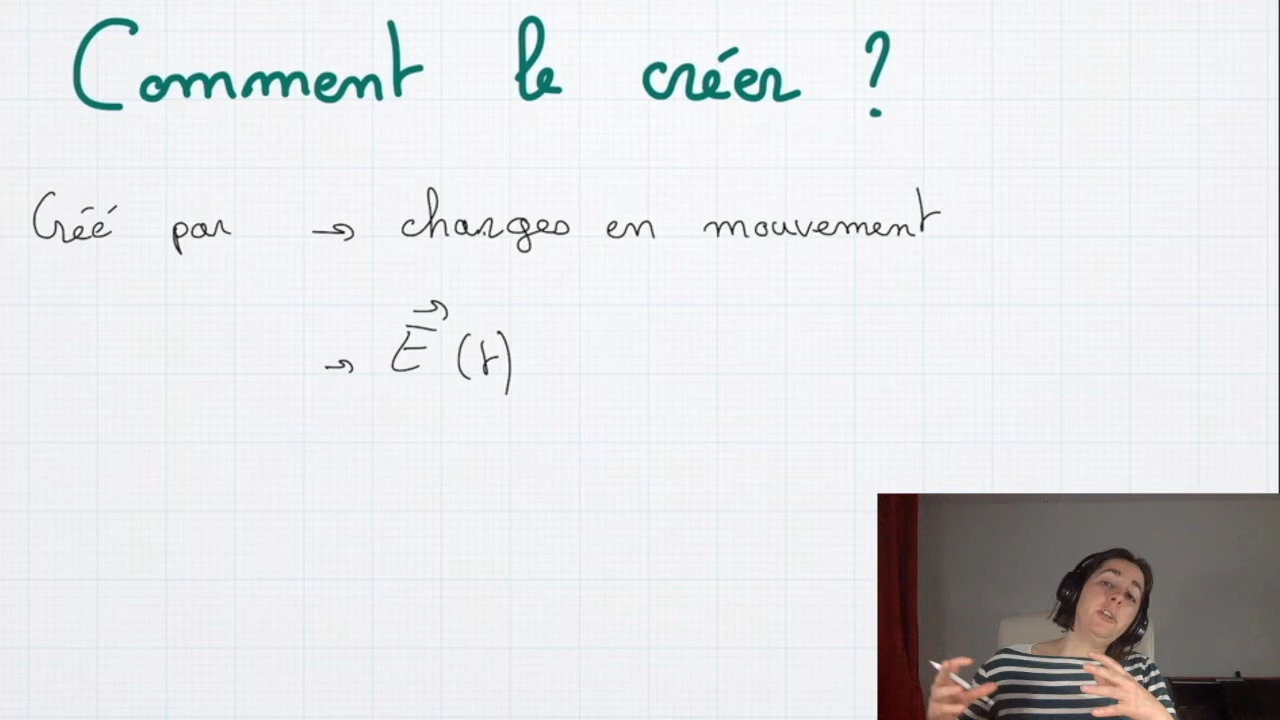 Comment le créer ?
Créé par → charges en mouvement
→ E⃗ (t)